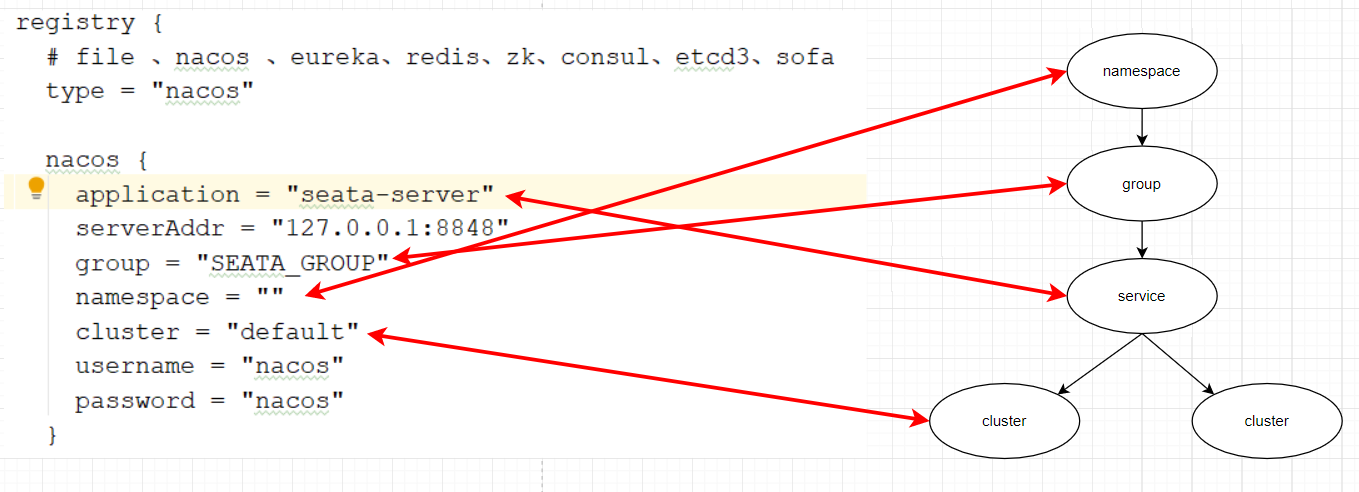 registry {
# file 、nacos 、eureka、redis、zk、consul、etcd3、sofa
type = "nacos"
nacos {
application = "seata-server"
serverAddr = "127.0.0.1:8848"
group = "SEATA_GROUP"
namespace = ""
cluster = "default"
username = "nacos"
password = "nacos"
}
namespace
group
service
cluster
cluster